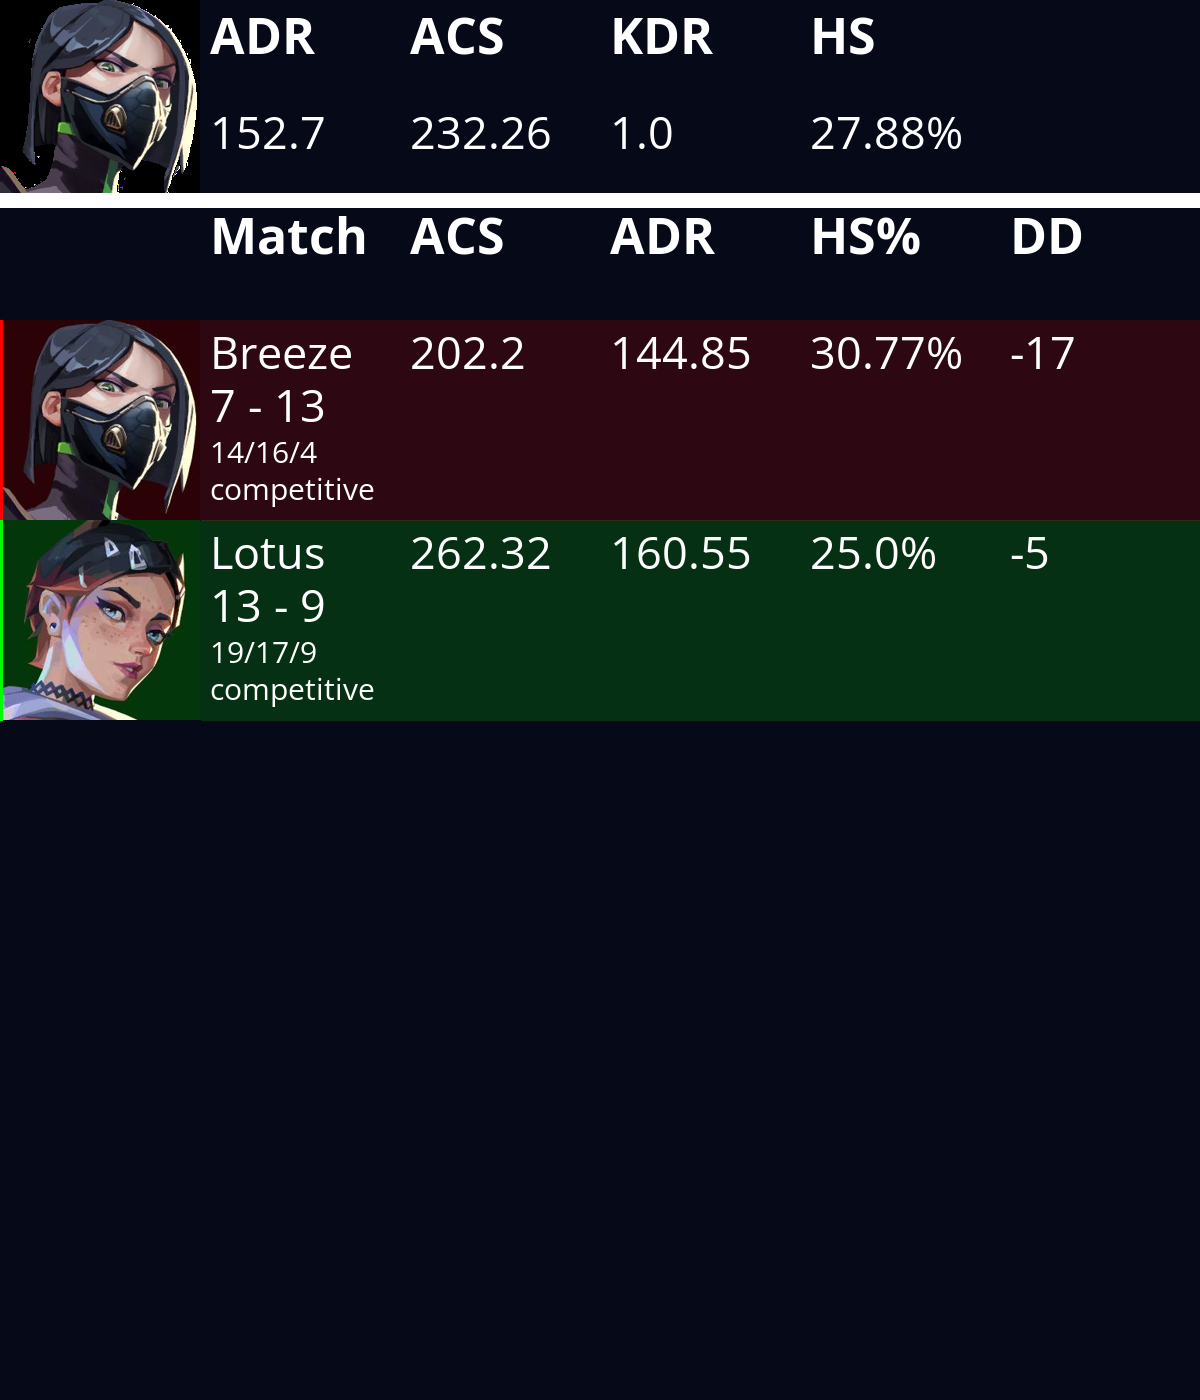 ADR ACS KDR HS
152.7 232.26 1.0 27.88%
Match ACS ADR HS% DD
Breeze 202.2 144.85 30.77% -17
7 - 13
14/16/4
competitive
Lotus 262.32 160.55 25.0% -5
13 - 9
19/17/9
competitive